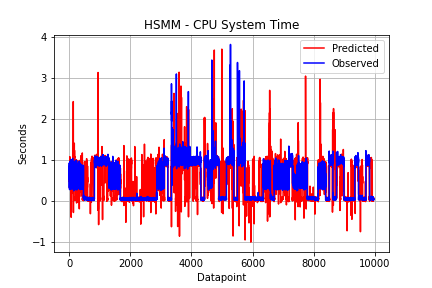 HSMM - CPU System Time
Predicted
Observed
4
3
2
1
0
−1
Seconds
0 2000 4000 6000 8000 10000
Datapoint